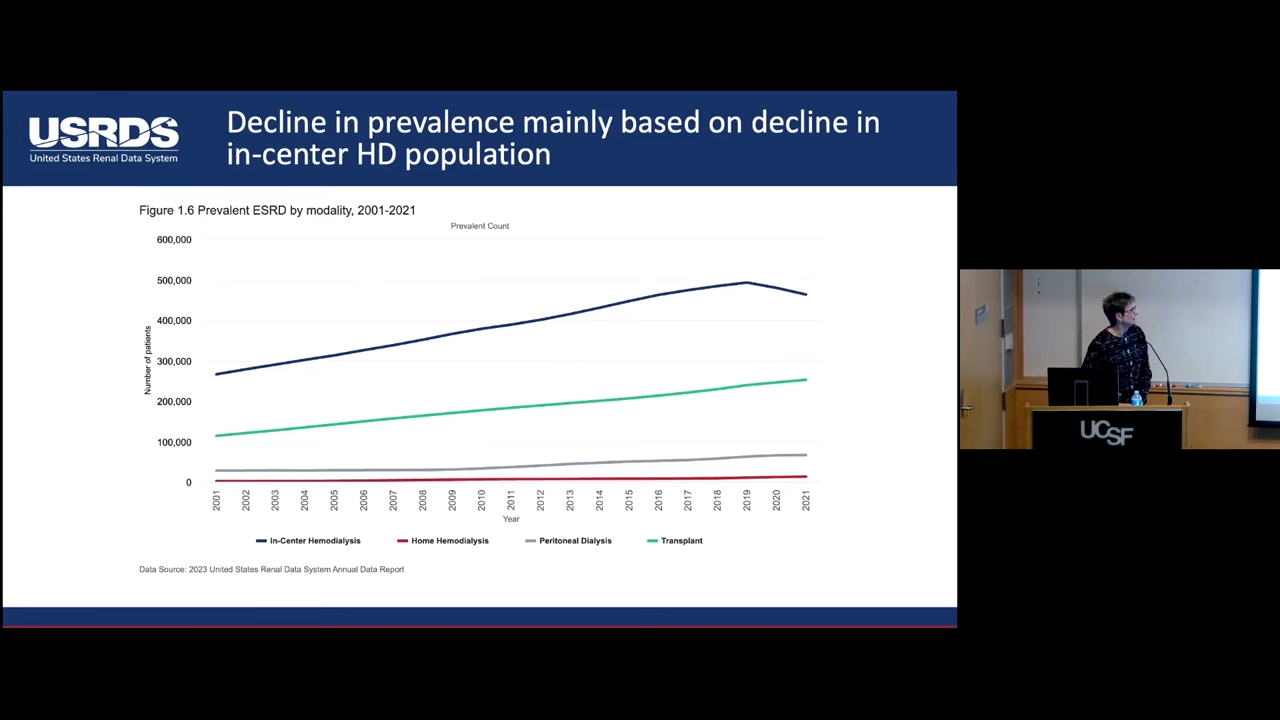 USRDS
United States Renal Data System
Decline in prevalence mainly based on decline in
in-center HD population
Figure 1.6 Prevalent ESRD by modality, 2001-2021
Prevalent Count
600,000
500,000
400,000
300,000
200,000
100,000
0
Number of patients
2001
2002
2003
2004
2005
2006
2007
2008
2009
2010
2011
2012
2013
2014
2015
2016
2017
2018
2019
2020
2021
Year
In-Center Hemodialysis
Home Hemodialysis
Peritoneal Dialysis
Transplant
Data Source: 2023 United States Renal Data System Annual Data Report
UCSF